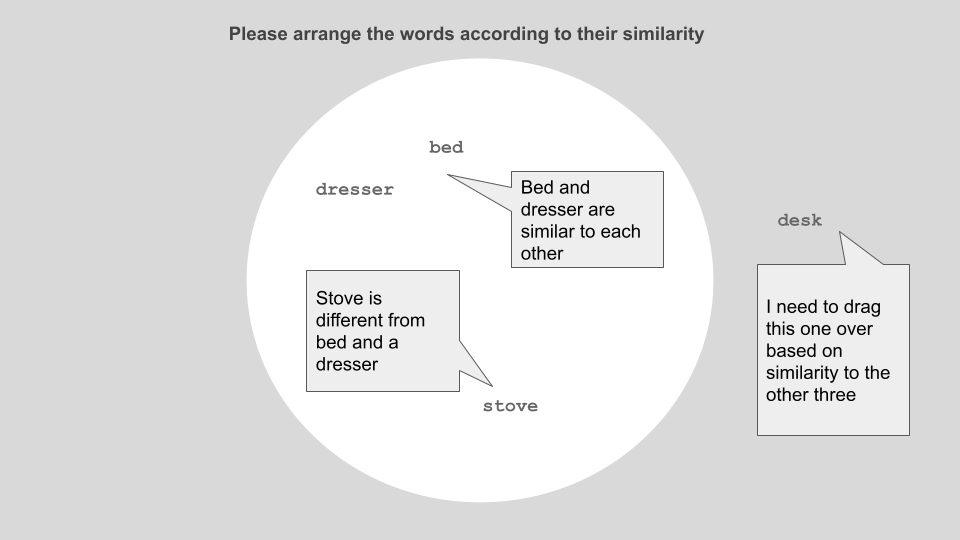 Please arrange the words according to their similarity
bed
dresser
Bed and
dresser are
similar to each
other
desk
Stove is
different from
bed and a
dresser
I need to drag
this one over
based on
similarity to the
other three
stove